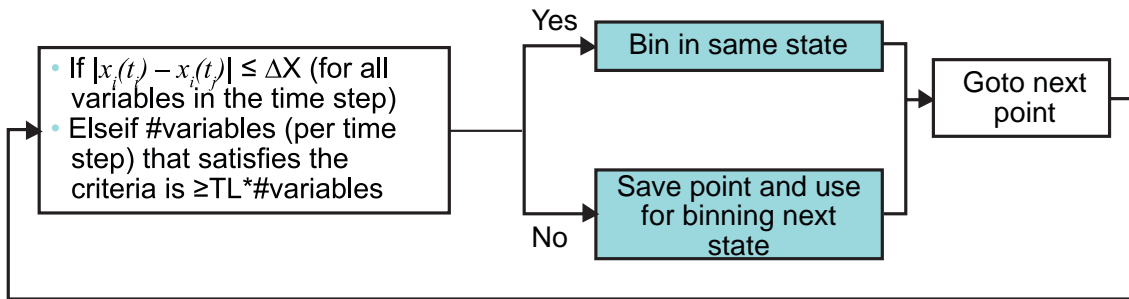 • If |xᵢ(tᵢ) – xᵢ(tⱼ)| ≤ ΔX (for all
variables in the time step)
• Elseif #variables (per time
step) that satisfies the
criteria is ≥TL*#variables
Yes
Bin in same state
No
Save point and use
for binning next
state
Goto next
point